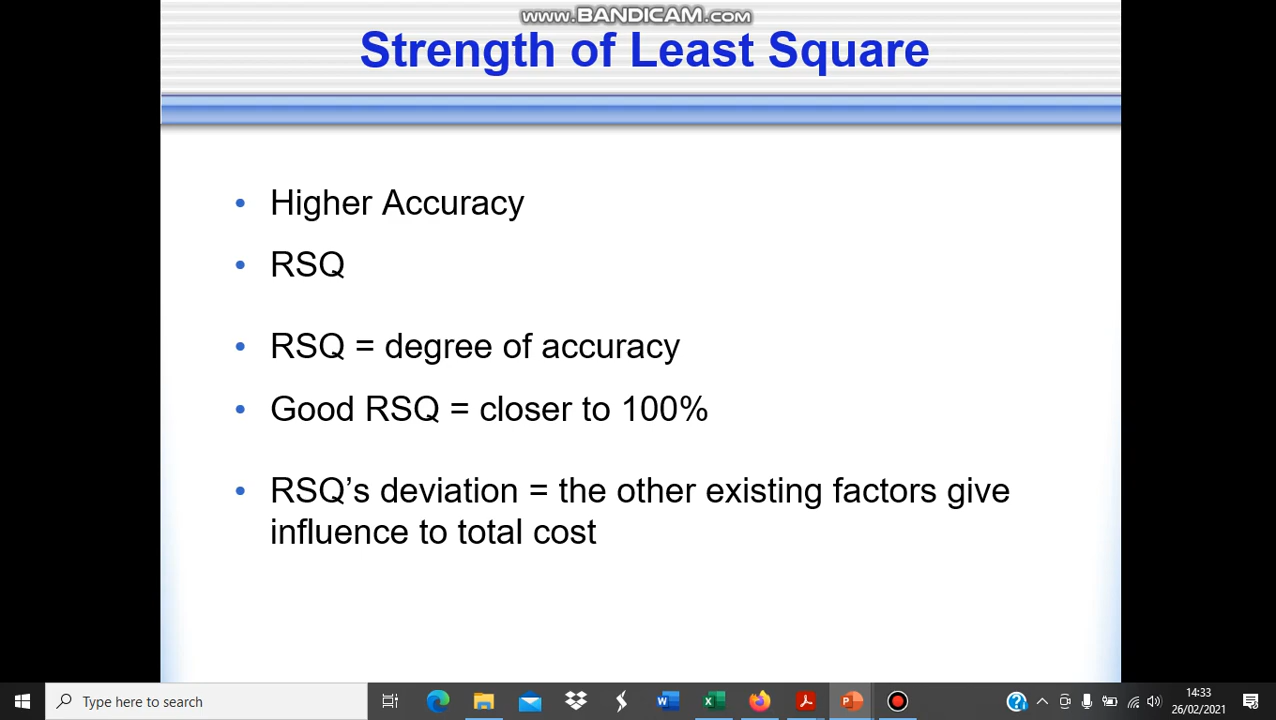 www.BANDICAM.com
Strength of Least Square
• Higher Accuracy
• RSQ
• RSQ = degree of accuracy
• Good RSQ = closer to 100%
• RSQ’s deviation = the other existing factors give
influence to total cost
Type here to search
14:33
26/02/2021